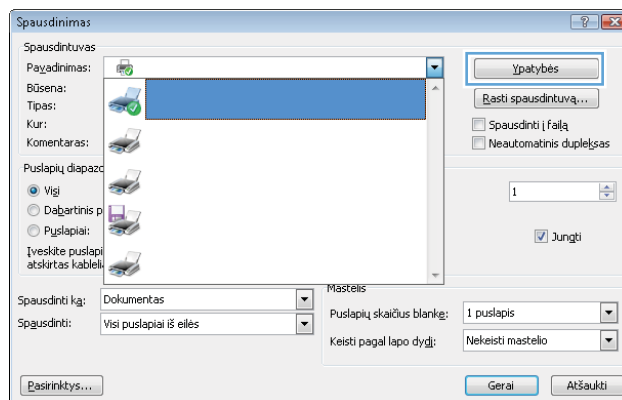 Spausdinimas
Spausdintuvas
Pavadinimas:
Ypatybės
Būsena:
Tipas:
Rasti spausdintuvą...
Kur:
Spausdinti į failą
Komentaras:
Neautomatinis dupleksas
Puslapių diapazo
Visi
1
Dabartinis p
Puslapiai:
Jungti
Įveskite puslapi
atskirtas kableli
Mastelis
Spausdinti ką: Dokumentas
Puslapių skaičius blanke: 1 puslapis
Spausdinti: Visi puslapiai iš eilės
Keisti pagal lapo dydį: Nekeisti mastelio
Pasirinktys...
Gerai
Atšaukti